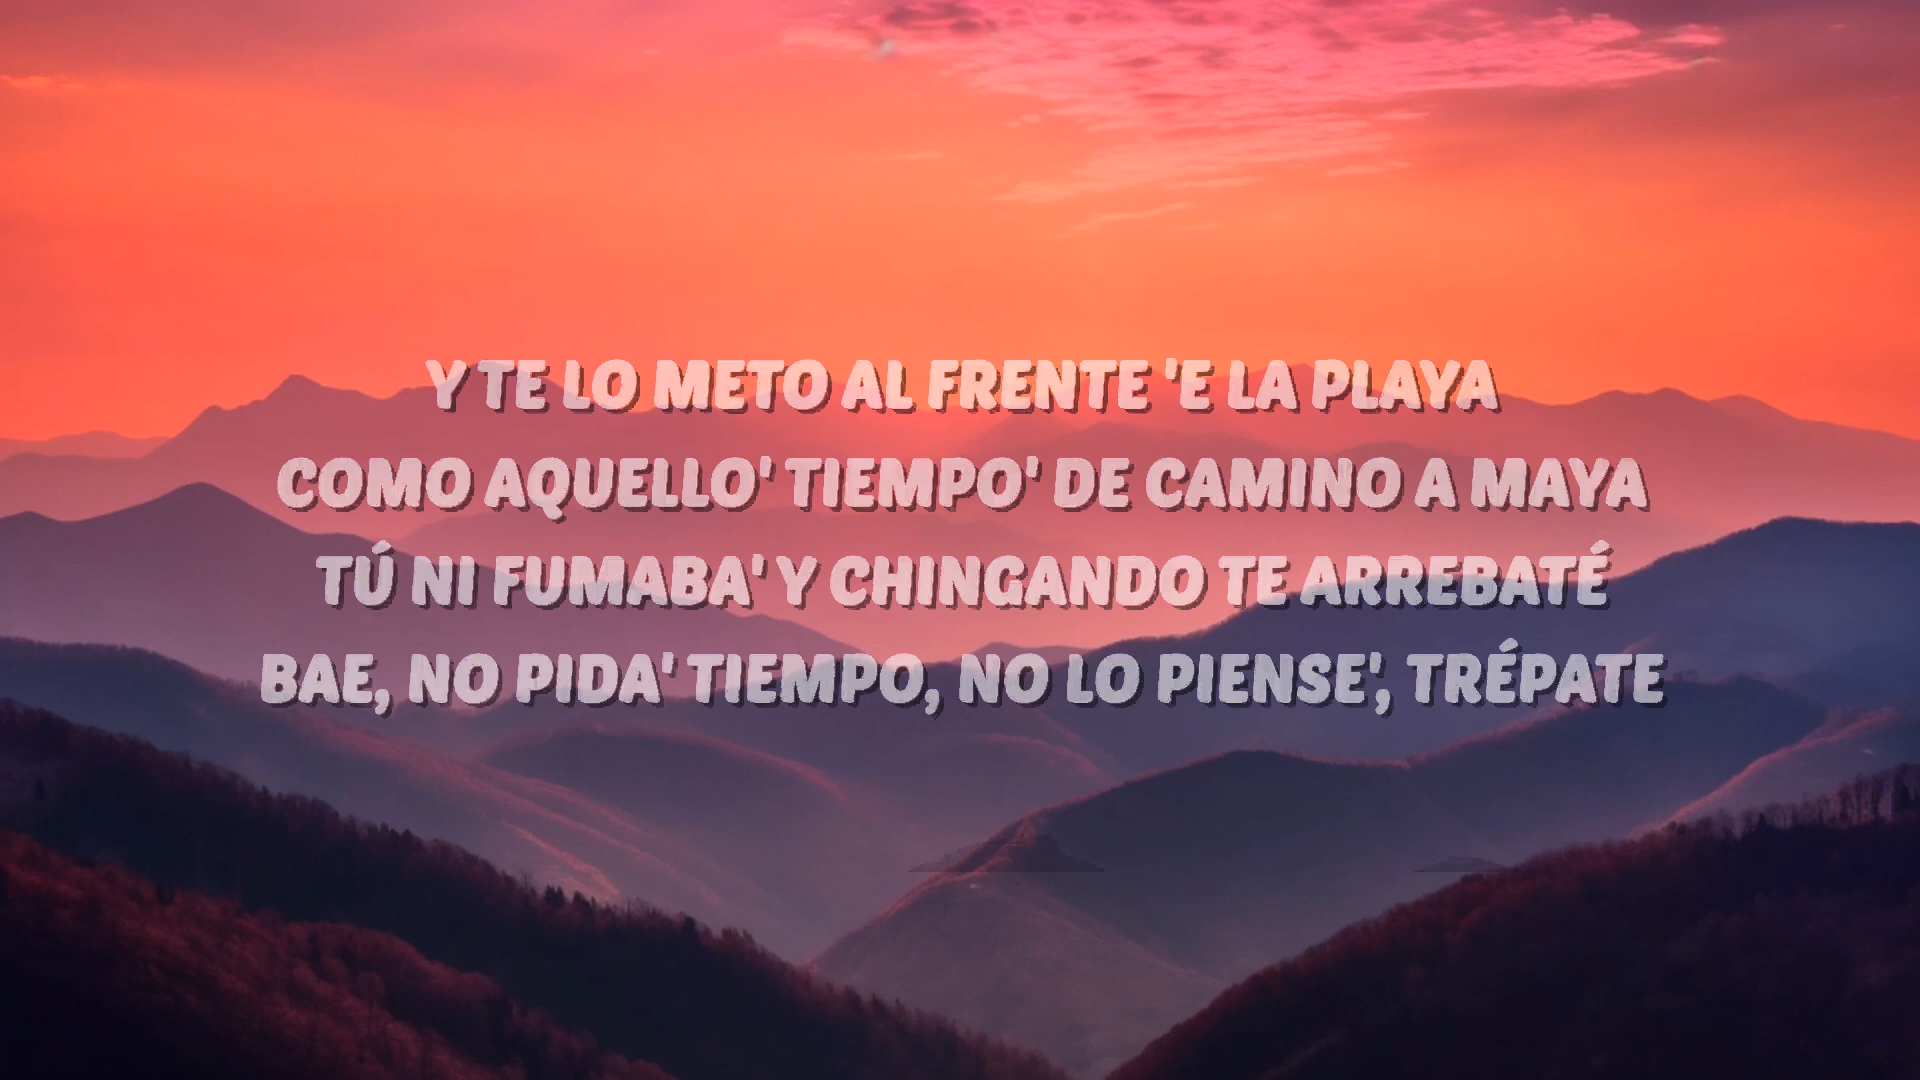 Y TE LO METO AL FRENTE 'E LA PLAYA
COMO AQUELLO' TIEMPO' DE CAMINO A MAYA
TÚ NI FUMABA' Y CHINGANDO TE ARREBATÉ
BAE, NO PIDA' TIEMPO, NO LO PIENSE', TRÉPATE